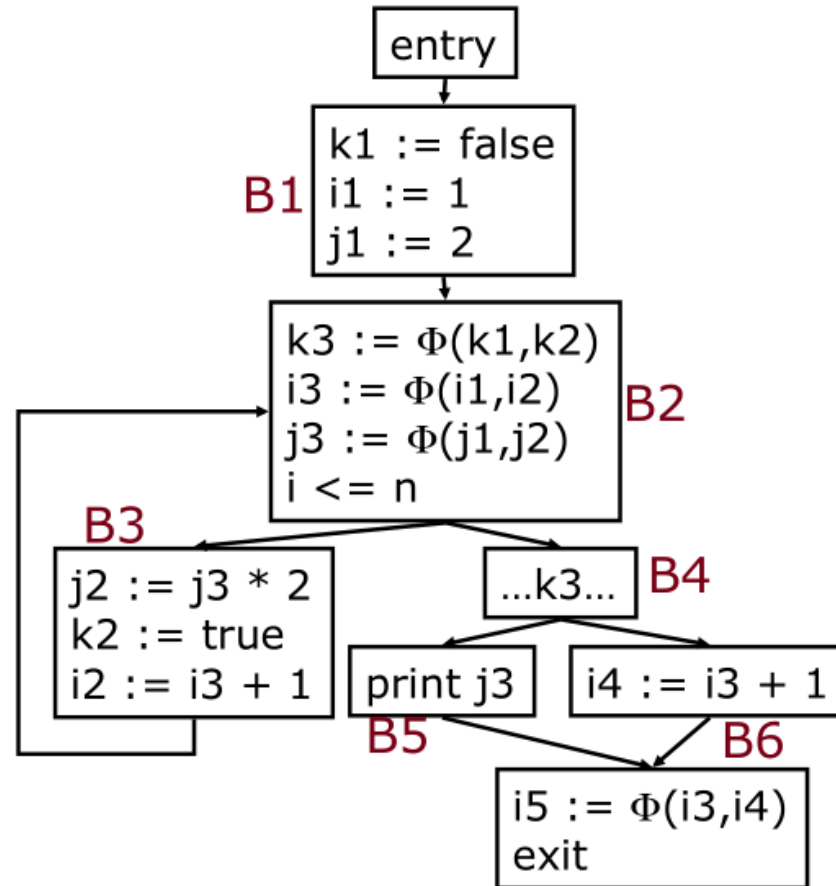 entry
B1
k1 := false
i1 := 1
j1 := 2
k3 := Φ(k1,k2)
i3 := Φ(i1,i2)
j3 := Φ(j1,j2)
i <= n
B2
B3
j2 := j3 * 2
k2 := true
i2 := i3 + 1
...k3...
B4
print j3
B5
i4 := i3 + 1
B6
i5 := Φ(i3,i4)
exit